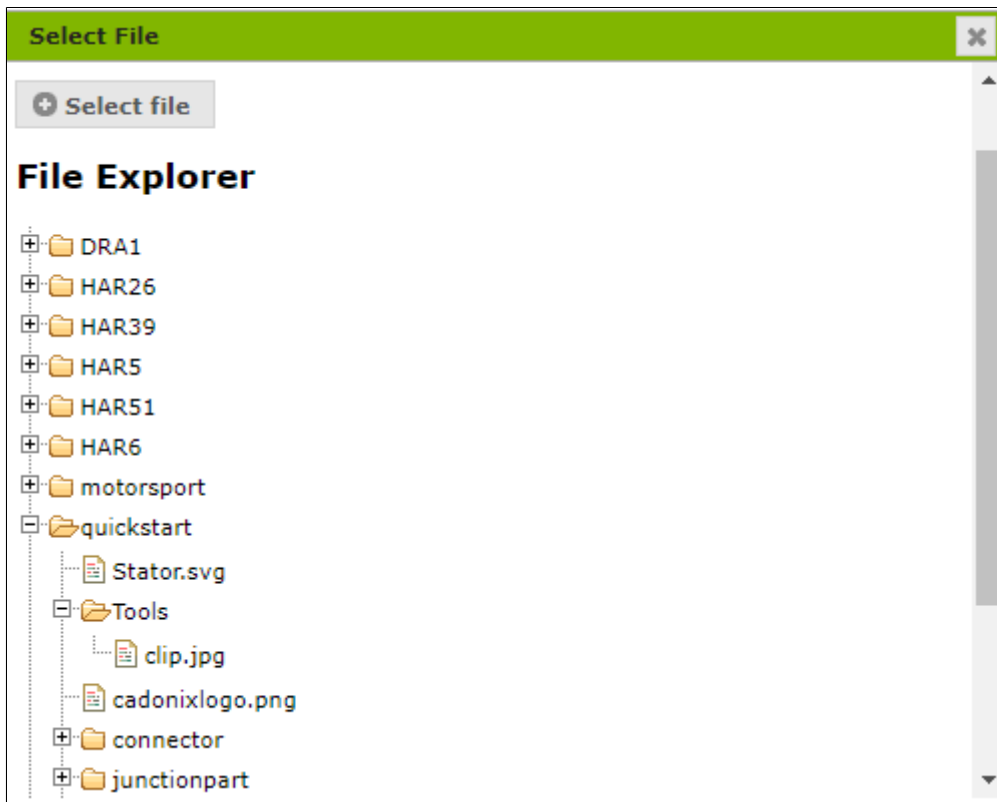 Select File
Select file
File Explorer
DRA1
HAR26
HAR39
HAR5
HAR51
HAR6
motorsport
quickstart
Stator.svg
Tools
clip.jpg
cadonixlogo.png
connector
junctionpart